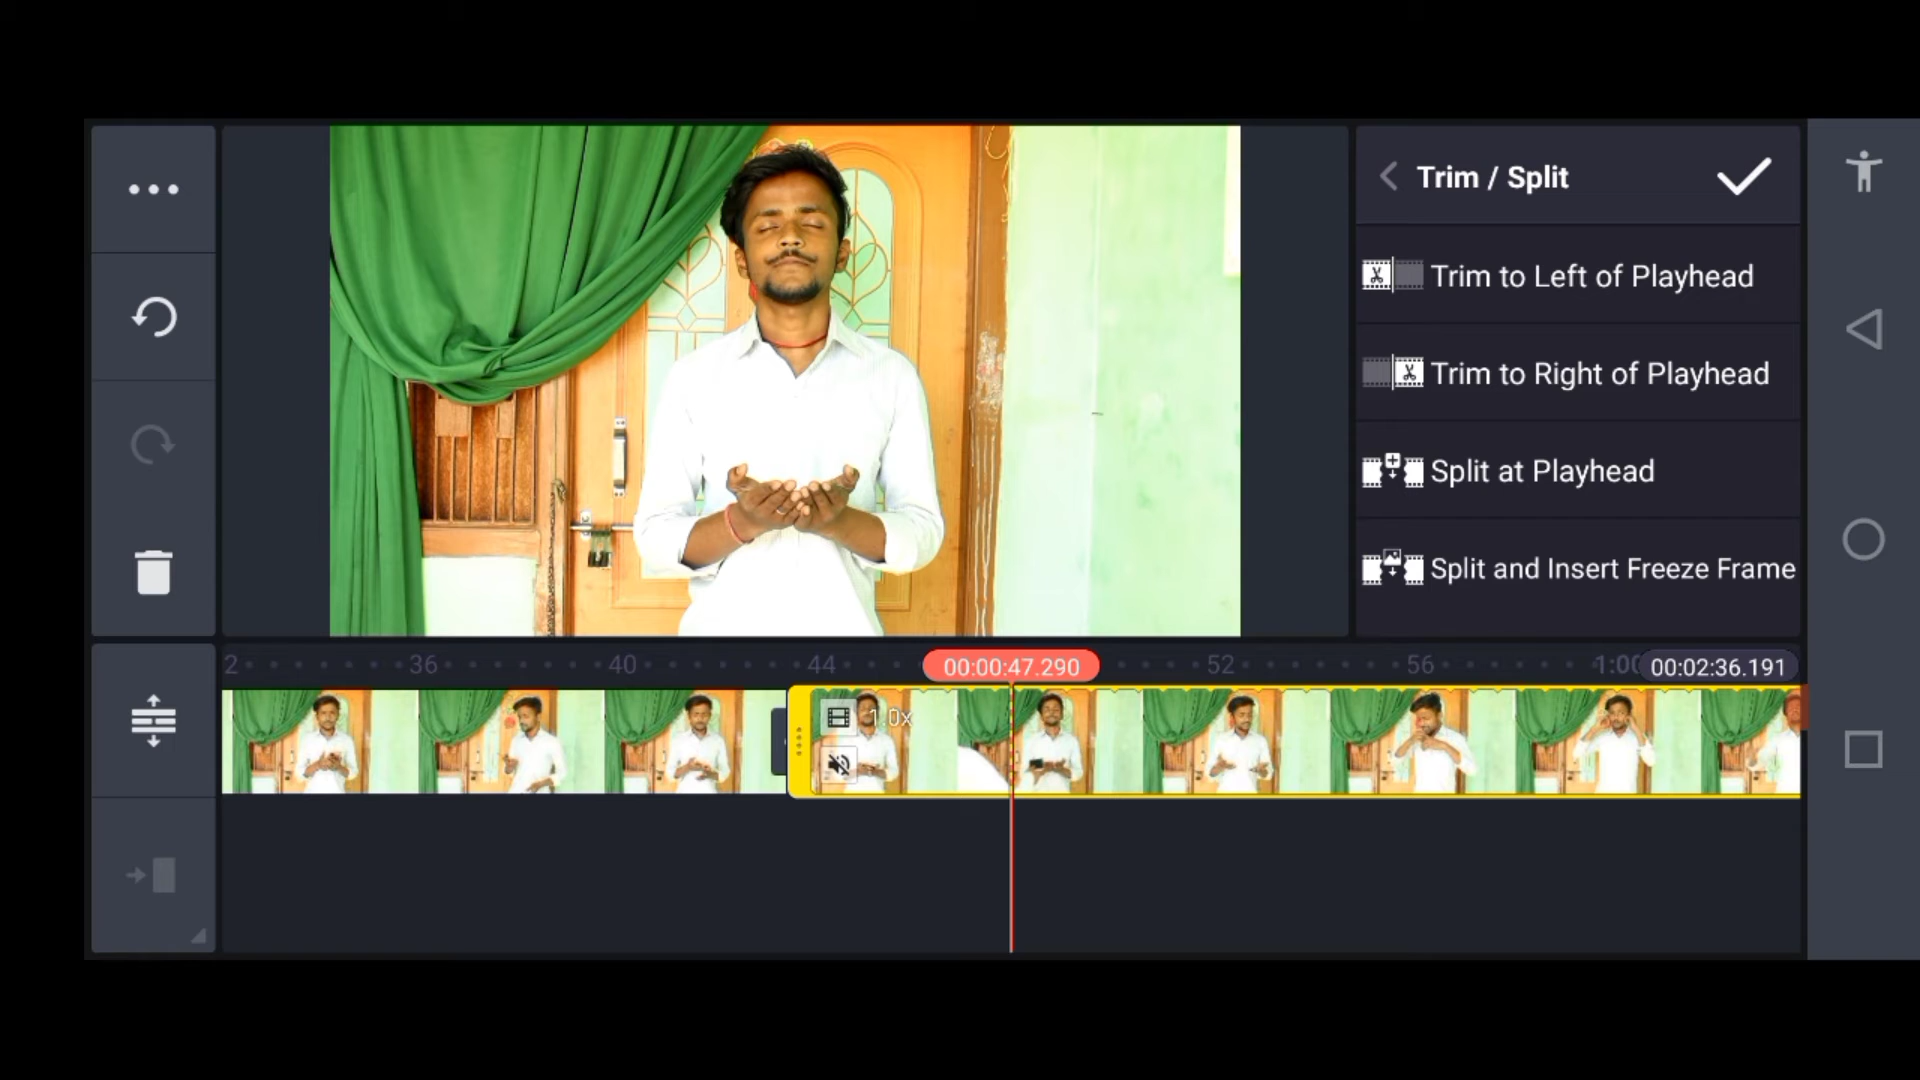 Trim / Split
Trim to Left of Playhead
Trim to Right of Playhead
Split at Playhead
Split and Insert Freeze Frame
2 36 40 44 00:00:47.290 52 56 1:00 00:02:36.191
1.0x